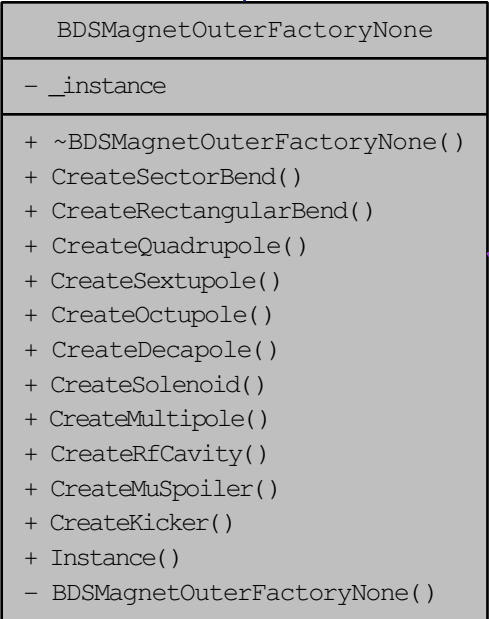 BDSMagnetOuterFactoryNone
- _instance
+ ~BDSMagnetOuterFactoryNone()
+ CreateSectorBend()
+ CreateRectangularBend()
+ CreateQuadrupole()
+ CreateSextupole()
+ CreateOctupole()
+ CreateDecapole()
+ CreateSolenoid()
+ CreateMultipole()
+ CreateRfCavity()
+ CreateMuSpoiler()
+ CreateKicker()
+ Instance()
- BDSMagnetOuterFactoryNone()